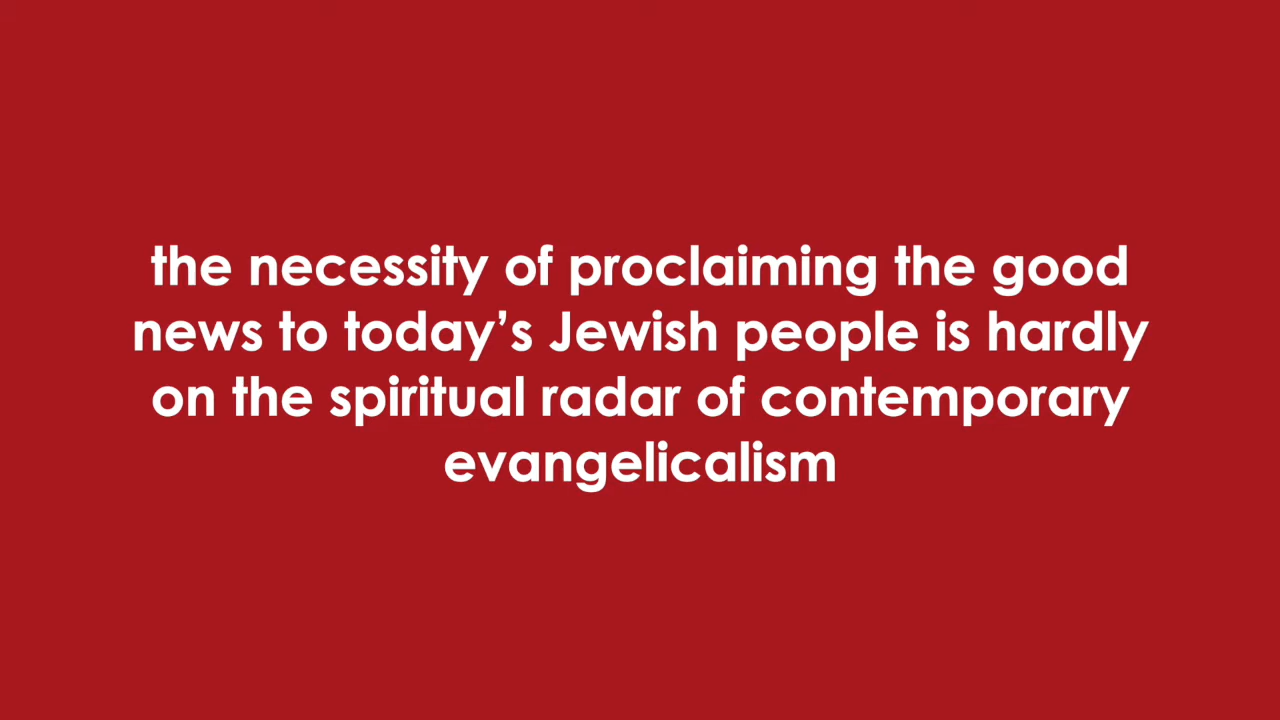 the necessity of proclaiming the good
news to today’s Jewish people is hardly
on the spiritual radar of contemporary
evangelicalism